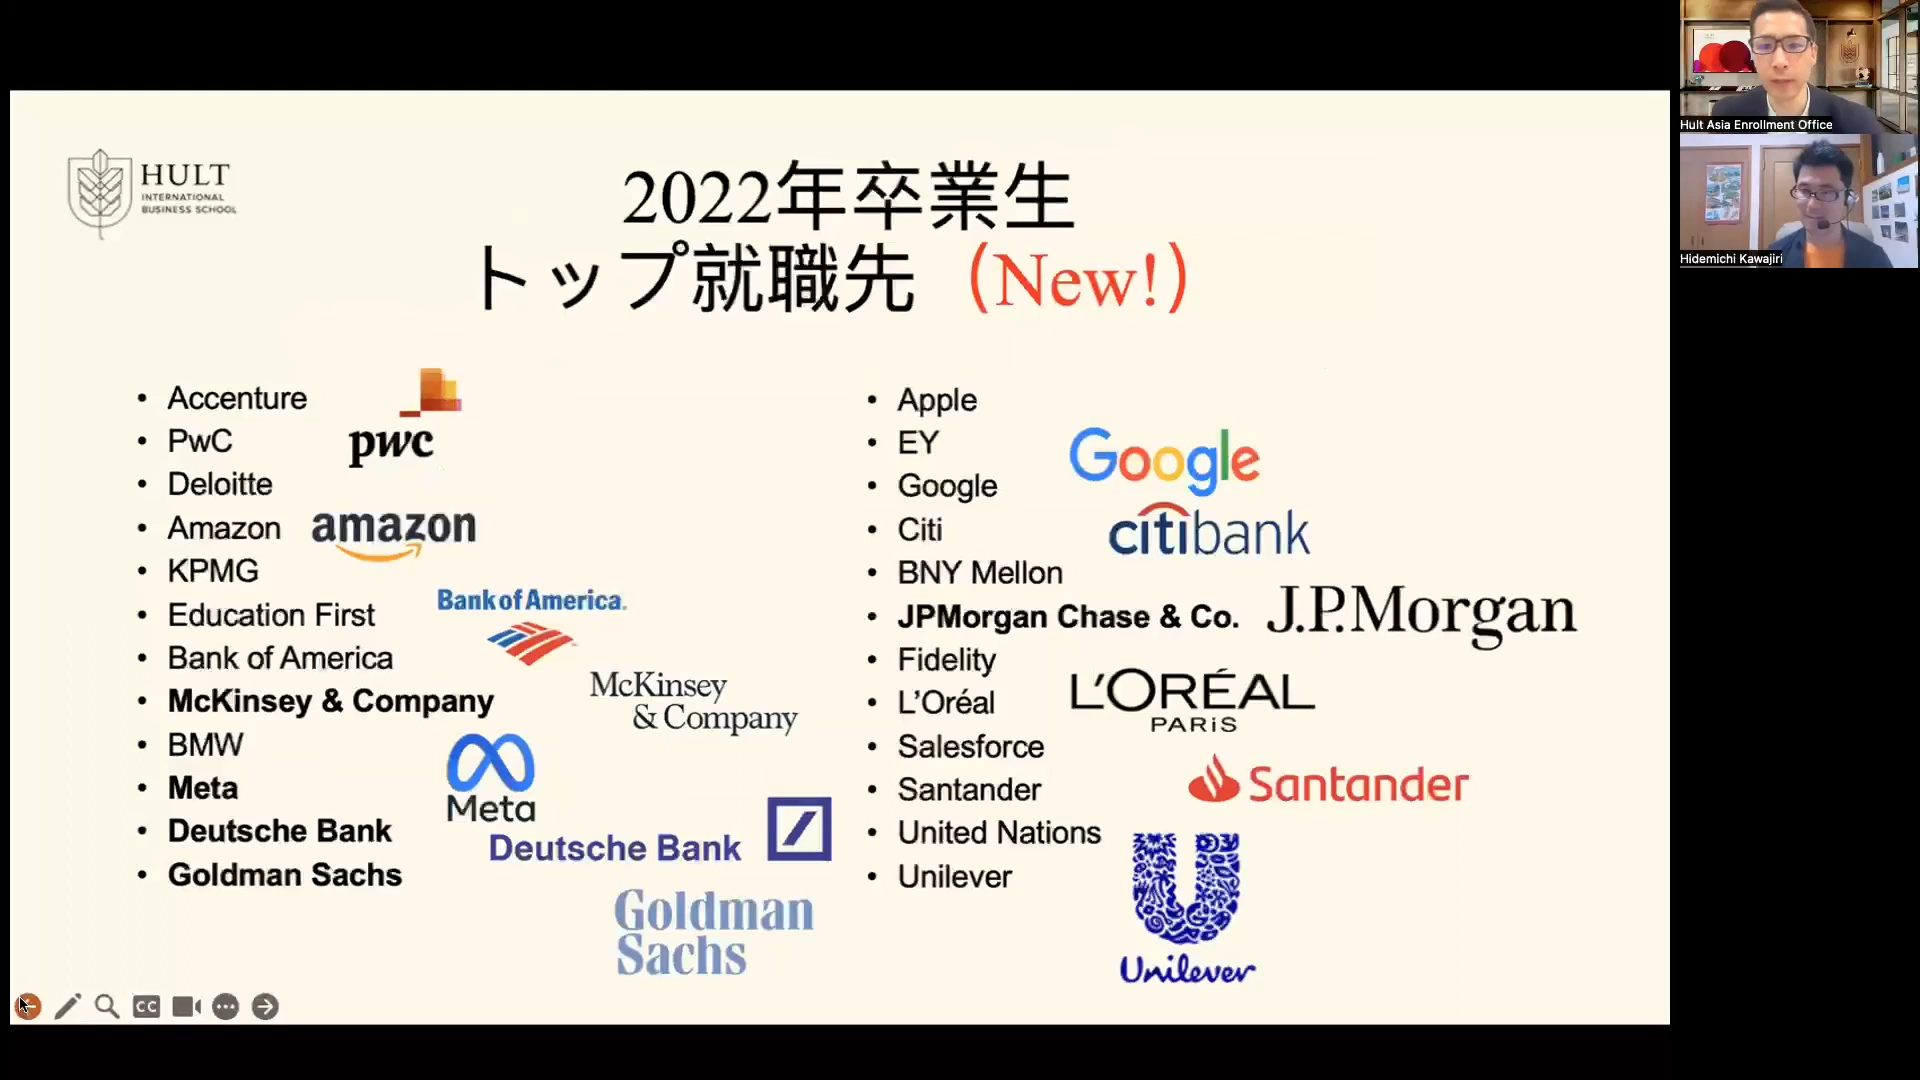 HULT
INTERNATIONAL
BUSINESS SCHOOL
2022年卒業生
トップ就職先 (New!)
• Accenture
• PwC
• Deloitte
• Amazon
• KPMG
• Education First
• Bank of America
• McKinsey & Company
• BMW
• Meta
• Deutsche Bank
• Goldman Sachs
pwc
amazon
Bank of America
McKinsey
& Company
Meta
Deutsche Bank
Goldman
Sachs
• Apple
• EY
• Google
• Citi
• BNY Mellon
• JPMorgan Chase & Co.
• Fidelity
• L’Oréal
• Salesforce
• Santander
• United Nations
• Unilever
Google
citibank
J.P.Morgan
L'ORÉAL
PARIS
Santander
Unilever
CC
Hult Asia Enrollment Office
Hidemichi Kawajiri